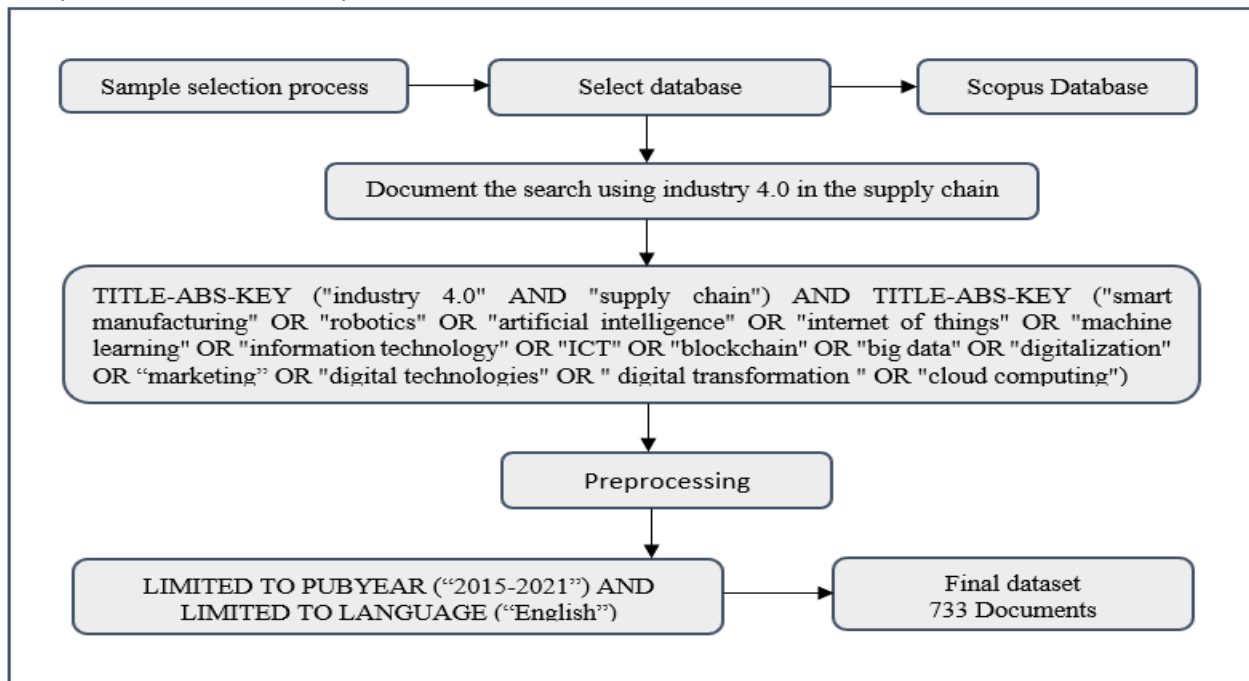 Sample selection process
Select database
Scopus Database
Document the search using industry 4.0 in the supply chain
TITLE-ABS-KEY ("industry 4.0" AND "supply chain") AND TITLE-ABS-KEY ("smart
manufacturing" OR "robotics" OR "artificial intelligence" OR "internet of things" OR "machine
learning" OR "information technology" OR "ICT" OR "blockchain" OR "big data" OR "digitalization"
OR “marketing” OR "digital technologies" OR " digital transformation " OR "cloud computing")
Preprocessing
LIMITED TO PUBYEAR (“2015-2021”) AND
LIMITED TO LANGUAGE (“English”)
Final dataset
733 Documents